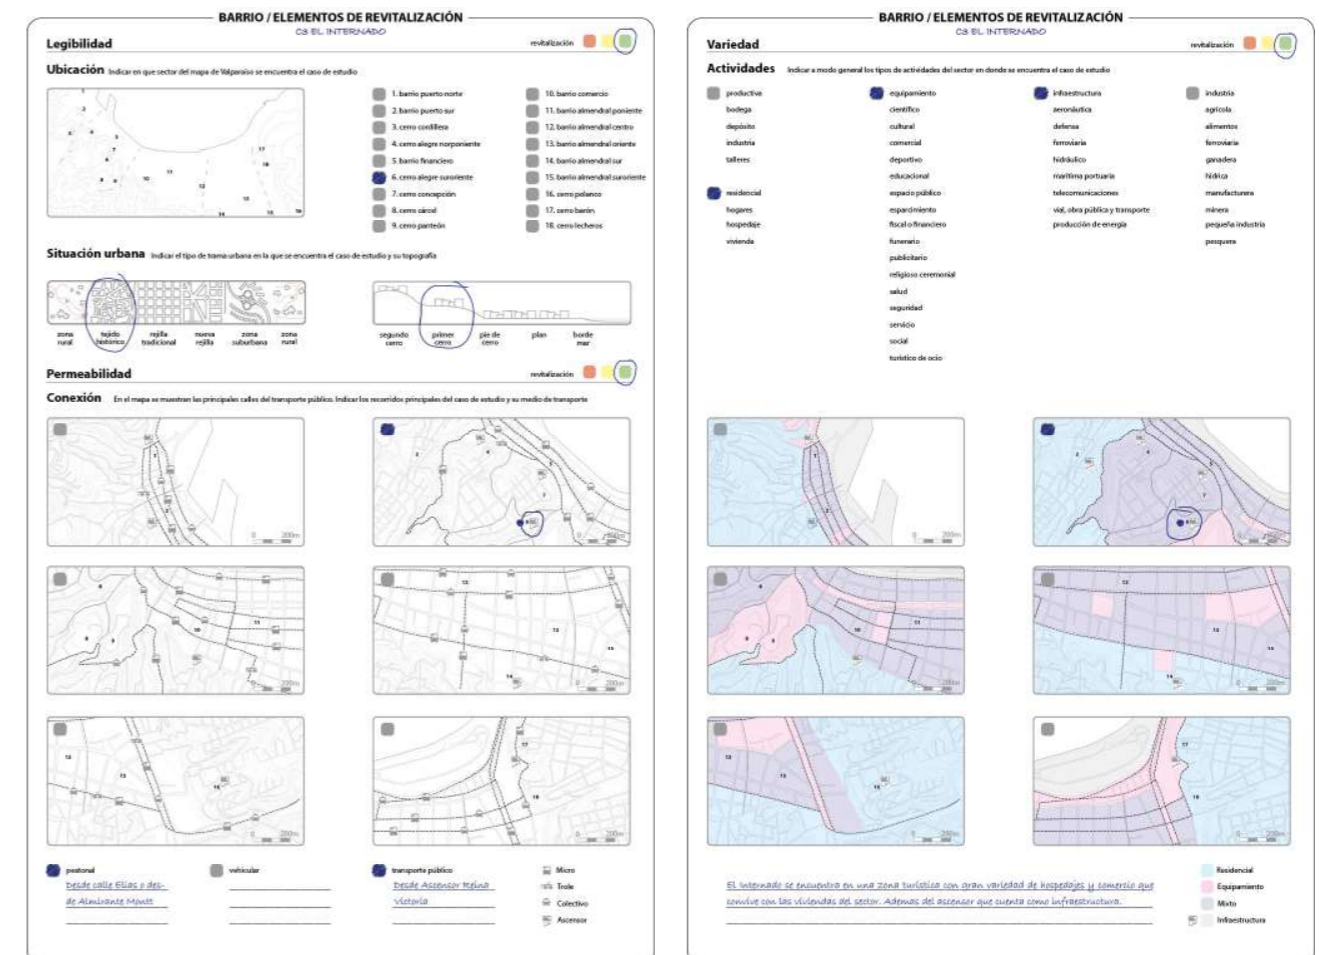 BARRIO / ELEMENTOS DE REVITALIZACIÓN
C3 EL INTERNADO
Legibilidad
revitalización
Ubicación Indicar en que sector del mapa de Valparaíso se encuentra el caso de estudio
1. barrio puerto norte
2. barrio puerto sur
3. cerro cordillera
4. cerro alegre norponiente
5. barrio financiero
6. cerro alegre suroriente
7. cerro concepción
8. cerro cárcel
9. cerro panteón
10. barrio comercio
11. barrio almendral poniente
12. barrio almendral centro
13. barrio almendral oriente
14. barrio almendral sur
15. barrio almendral suroriente
16. cerro polanco
17. cerro barón
18. cerro lecheros
Situación urbana Indicar el tipo de trama urbana en la que se encuentra el caso de estudio y su topografía
zona rural
tejido histórico
rejilla tradicional
nueva rejilla
zona suburbana
zona rural
segundo cerro
primer cerro
pie de cerro
plan
borde mar
Permeabilidad
revitalización
Conexión En el mapa se muestran las principales calles del transporte público. Indicar los recorridos principales del caso de estudio y su medio de transporte
0 200m
peatonal
Desde calle Elias o des-
de Almirante Montt
vehicular
transporte público
Desde Ascensor Reina
Victoria
Micro
Trole
Colectivo
Ascensor
BARRIO / ELEMENTOS DE REVITALIZACIÓN
C3 EL INTERNADO
Variedad
revitalización
Actividades Indicar a modo general los tipos de actividades del sector en donde se encuentra el caso de estudio
productiva
bodega
depósito
industria
talleres
residencial
hogares
hospedaje
vivienda
equipamiento
científico
cultural
comercial
deportivo
educacional
espacio público
esparcimiento
fiscal o financiero
funerario
publicitario
religioso ceremonial
salud
seguridad
servicio
social
turístico de ocio
infraestructura
aeronáutica
defensa
ferroviaria
hidráulico
marítima portuaria
telecomunicaciones
vial, obra pública y transporte
producción de energía
industria
agrícola
alimentos
ferroviaria
ganadera
hídrica
manufacturera
minera
pequeña industria
pesquera
0 200m
El Internado se encuentra en una zona turística con gran variedad de hospedajes y comercio que
convive con las viviendas del sector. Ademas del ascensor que cuenta como infraestructura.
Residencial
Equipamiento
Mixto
Infraestructura